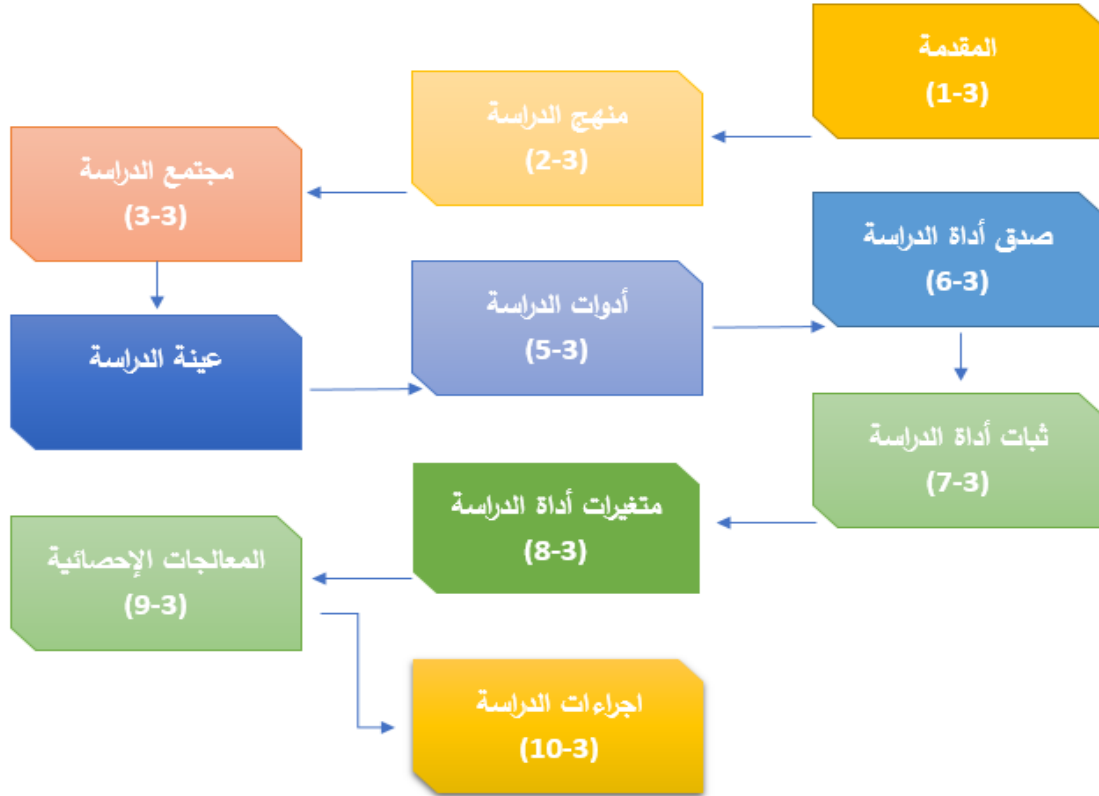 المقدمة
(1-3)
منهج الدراسة
(2-3)
مجتمع الدراسة
(3-3)
عينة الدراسة
أدوات الدراسة
(5-3)
صدق أداة الدراسة
(6-3)
ثبات أداة الدراسة
(7-3)
متغيرات أداة الدراسة
(8-3)
المعالجات الإحصائية
(9-3)
اجراءات الدراسة
(10-3)